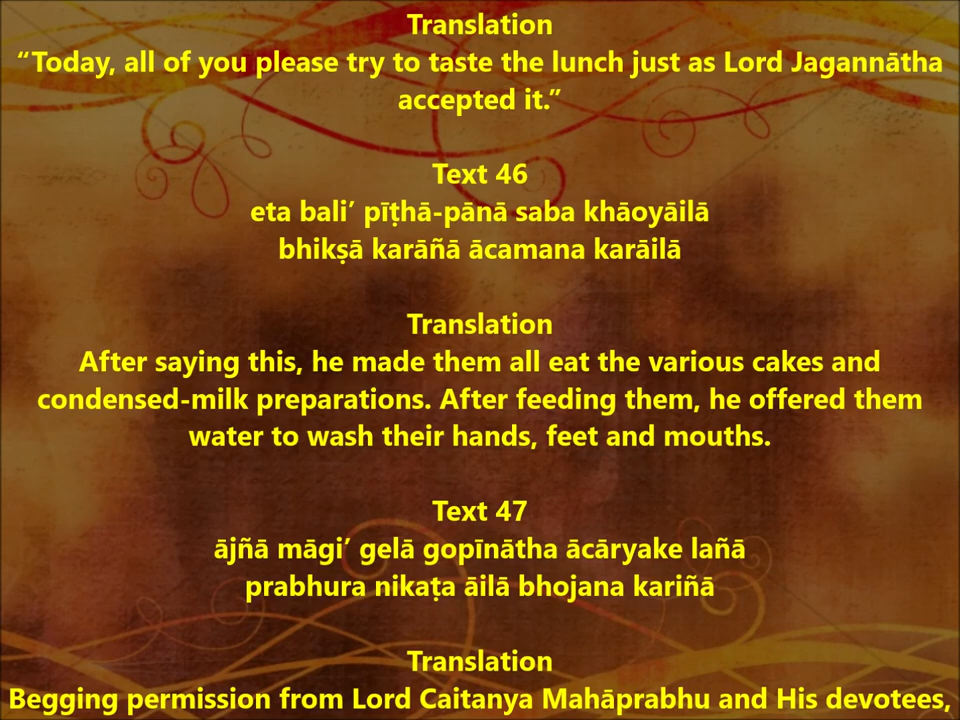 Translation
“Today, all of you please try to taste the lunch just as Lord Jagannātha
accepted it.”
Text 46
eta bali’ pīṭhā-pānā saba khāoyāilā
bhikṣā karāñā ācamana karāilā
Translation
After saying this, he made them all eat the various cakes and
condensed-milk preparations. After feeding them, he offered them
water to wash their hands, feet and mouths.
Text 47
ājñā māgi’ gelā gopīnātha ācāryake lañā
prabhura nikaṭa āilā bhojana kariñā
Translation
Begging permission from Lord Caitanya Mahāprabhu and His devotees,